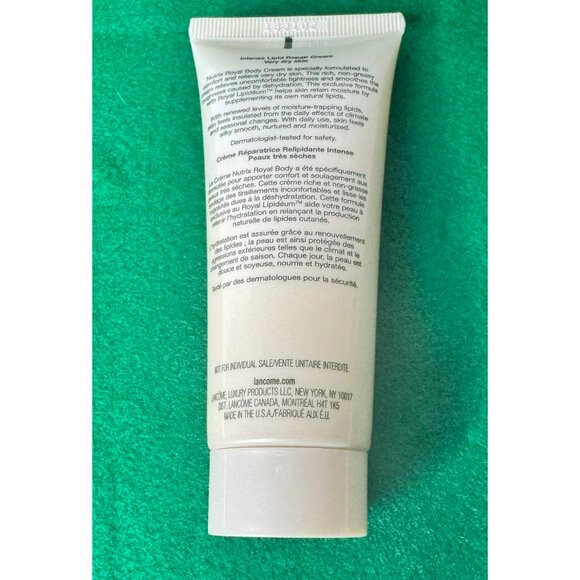 Intense Lipid Repair Cream
Very dry skin
Nutrix Royal Body Cream is specially formulated to
comfort and relieve very dry skin. This rich, non-greasy
cream relieves uncomfortable tightness and smoothes the
roughness caused by dehydration. This exclusive formula
with Royal Lipidéum™ helps skin retain moisture by
supplementing its own natural lipids.
With renewed levels of moisture-trapping lipids,
skin feels insulated from the daily effects of climate
and seasonal changes. With daily use, skin feels
silky smooth, nurtured and moisturized.
Dermatologist-tested for safety.
Crème Réparatrice Relipidante Intense
Peaux très sèches
La Crème Nutrix Royal Body a été spécifiquement
formulée pour apporter confort et soulagement aux
peaux très sèches. Cette crème riche et non-grasse
soulage des tiraillements inconfortables et lisse les
rugosités dues à la déshydratation. Cette formule
exclusive au Royal Lipidéum™ aide votre peau à
retenir l'hydratation en relançant la production
naturelle de lipides cutanés.
L'hydratation est assurée grâce au renouvellement
des lipides ; la peau est ainsi protégée des
agressions extérieures telles que le climat et le
changement de saison. Chaque jour, la peau est
douce et soyeuse, nourrie et hydratée.
Testé par des dermatologues pour la sécurité.
NOT FOR INDIVIDUAL SALE/VENTE UNITAIRE INTERDITE
lancome.com
LANCÔME, LUXURY PRODUCTS LLC, NEW YORK, NY 10017
DIST. LANCÔME CANADA, MONTRÉAL H4T 1K5
MADE IN THE U.S.A./FABRIQUÉ AUX É.U.